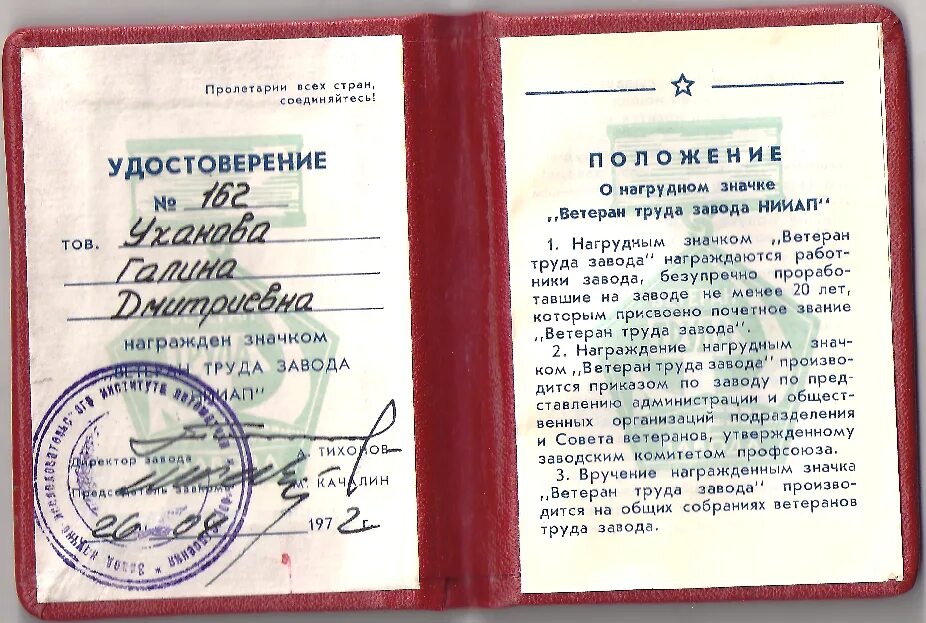 Пролетарии всех стран,
соединяйтесь!
УДОСТОВЕРЕНИЕ
№ 162
тов. Уханова
Галина
Дмитриевна
награжден значком
„ВЕТЕРАН ТРУДА ЗАВОДА
НИИАП"
Директор завода ТИХОНОВ
Председатель завкома М. КАЧАЛИН
26 04 1972 г.
ПОЛОЖЕНИЕ
О нагрудном значке
„Ветеран труда завода НИИАП"
1. Нагрудным значком „Ветеран
труда завода" награждаются работ-
ники завода, безупречно прорабо-
тавшие на заводе не менее 20 лет,
которым присвоено почетное звание
„Ветеран труда завода".
2. Награждение нагрудным знач-
ком „Ветеран труда завода" произво-
дится приказом по заводу по пред-
ставлению администрации и общест-
венных организаций подразделения
и Совета ветеранов, утвержденному
заводским комитетом профсоюза.
3. Вручение награжденным значка
„Ветеран труда завода" произво-
дится на общих собраниях ветеранов
труда завода.